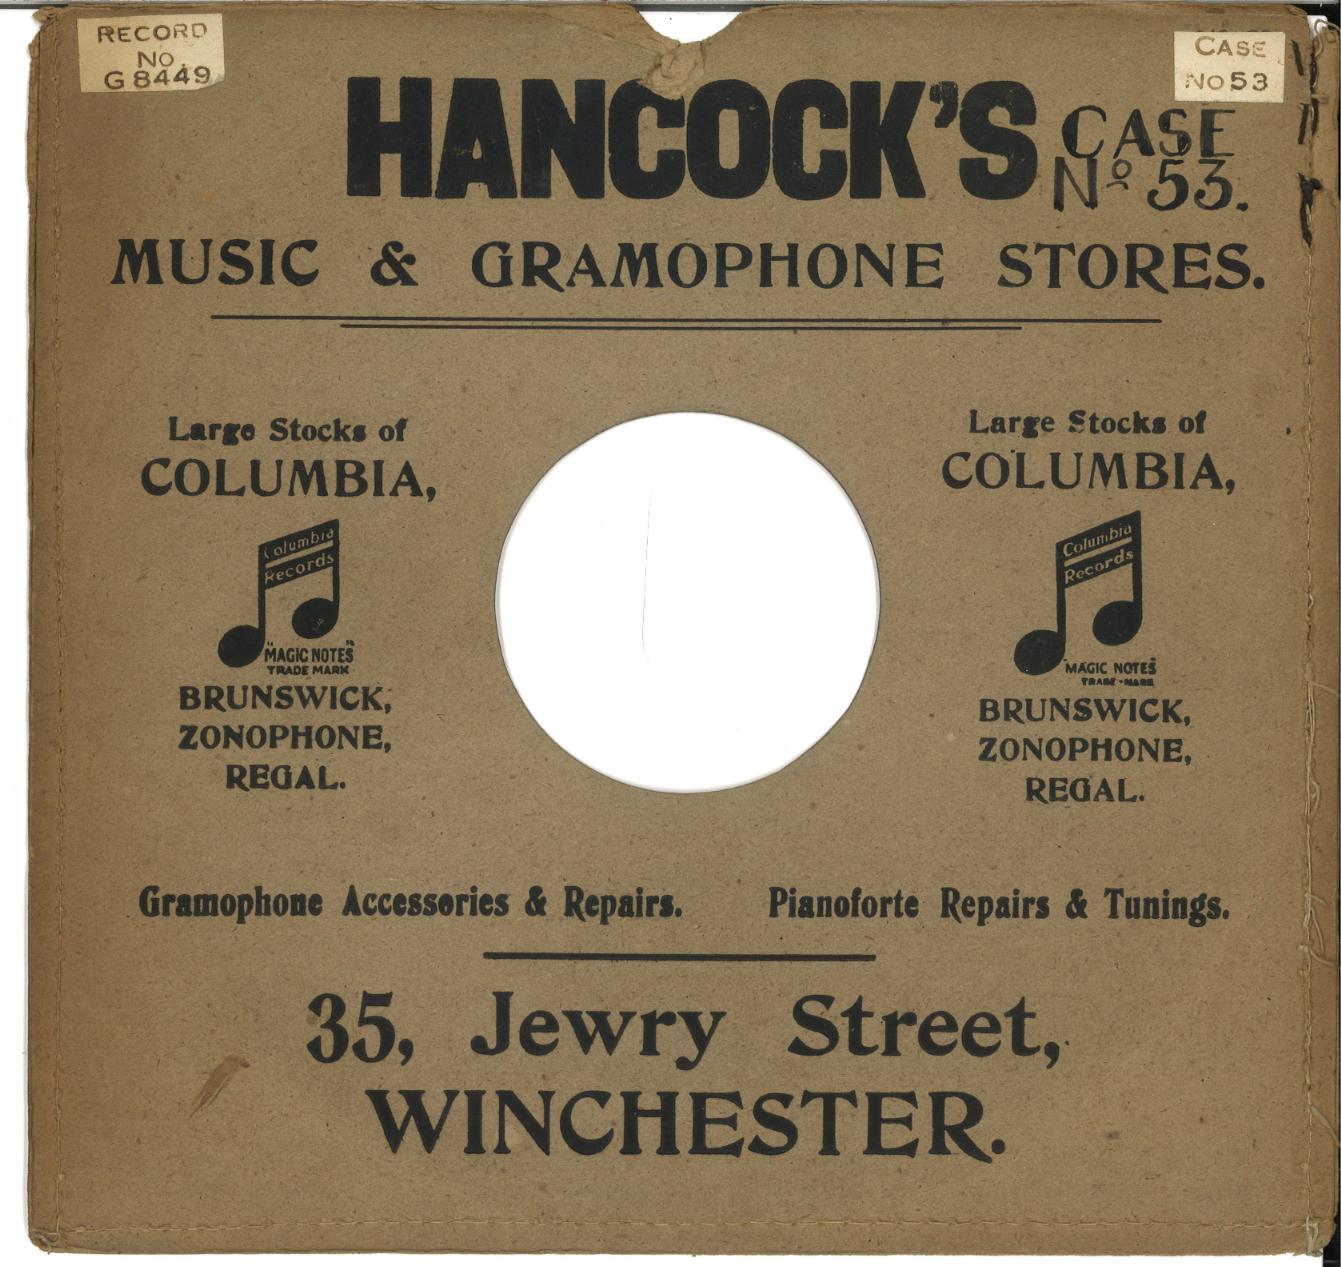 RECORD
No.
G 8449
CASE
No 53
HANCOCK'S
CASE
No 53.
MUSIC & GRAMOPHONE STORES.
Large Stocks of
COLUMBIA,
Columbia
Records
"MAGIC NOTES"
TRADE MARK
BRUNSWICK,
ZONOPHONE,
REGAL.
Large Stocks of
COLUMBIA,
Columbia
Records
"MAGIC NOTES"
TRADE-MARK
BRUNSWICK,
ZONOPHONE,
REGAL.
Gramophone Accessories & Repairs. Pianoforte Repairs & Tunings.
35, Jewry Street,
WINCHESTER.